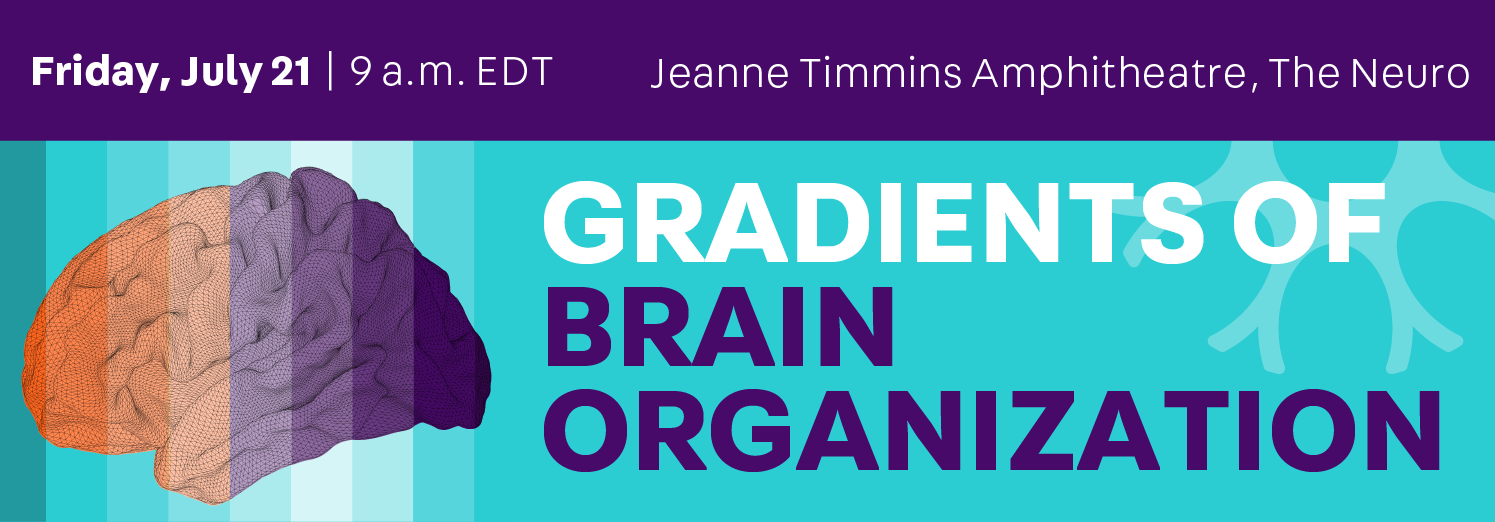 Friday, July 21 | 9 a.m. EDT
Jeanne Timmins Amphitheatre, The Neuro
GRADIENTS OF
BRAIN
ORGANIZATION